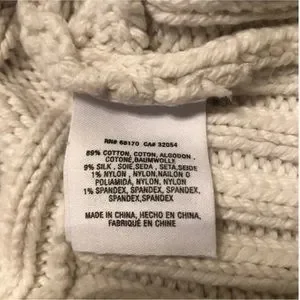 RN# 68170 CA# 32054
89% COTTON, COTON, ALGODON,
COTONE, BAUMWOLLE
9% SILK, SOIE, SEDA, SETA, SEIDE
1% NYLON, NYLON, NAILON O
POLIAMIDA, NYLON, NYLON
1% SPANDEX, SPANDEX, SPANDEX,
SPANDEX, SPANDEX
MADE IN CHINA, HECHO EN CHINA,
FABRIQUÉ EN CHINE